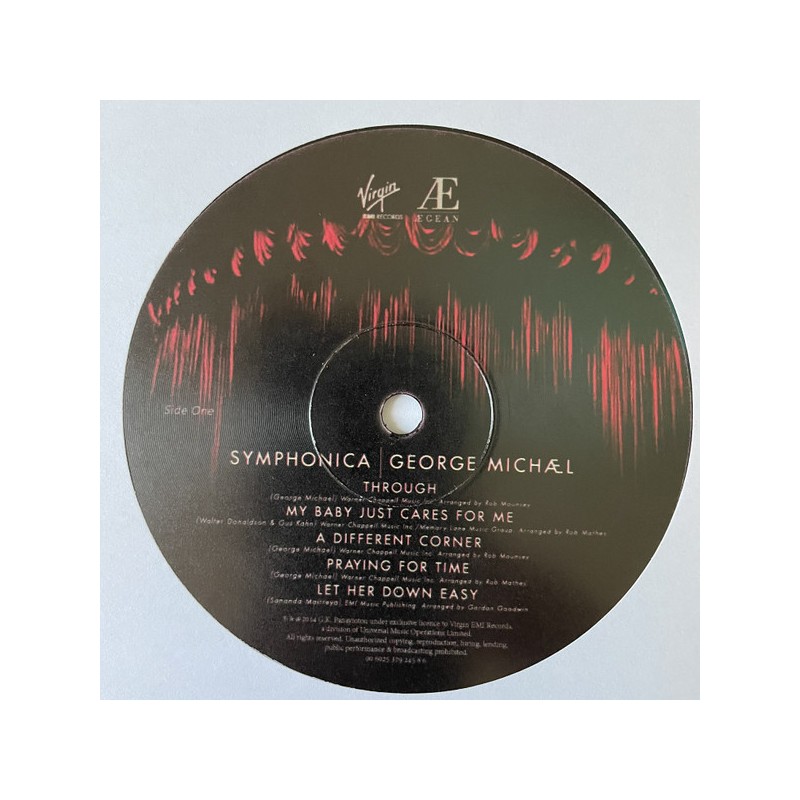 Virgin
EMI RECORDS
Æ
ÆGEAN
Side One
SYMPHONICA | GEORGE MICHÆL
THROUGH
(George Michael) Warner Chappell Music Inc. Arranged by Rob Mounsey
MY BABY JUST CARES FOR ME
(Walter Donaldson & Gus Kahn) Warner Chappell Music Inc./Memory Lane Music Group. Arranged by Rob Mathes
A DIFFERENT CORNER
(George Michael) Warner Chappell Music Inc. Arranged by Rob Mounsey
PRAYING FOR TIME
(George Michael) Warner Chappell Music Inc. Arranged by Rob Mathes
LET HER DOWN EASY
(Sananda Maitreya) EMI Music Publishing. Arranged by Gordon Goodwin
2014 G.K. Panayiotou under exclusive licence to Virgin EMI Records,
a division of Universal Music Operations Limited.
All rights reserved. Unauthorized copying, reproduction, hiring, lending,
public performance & broadcasting prohibited.
00 6025 379